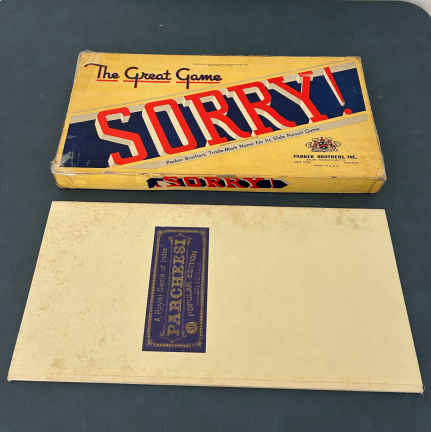 The Great Game
SORRY!
Parker Brothers Trade-Mark Name For Its Slide Pursuit Game
PARKER BROTHERS, INC.
SORRY!
A Royal Game of India
PARCHEESI
POPULAR EDITION